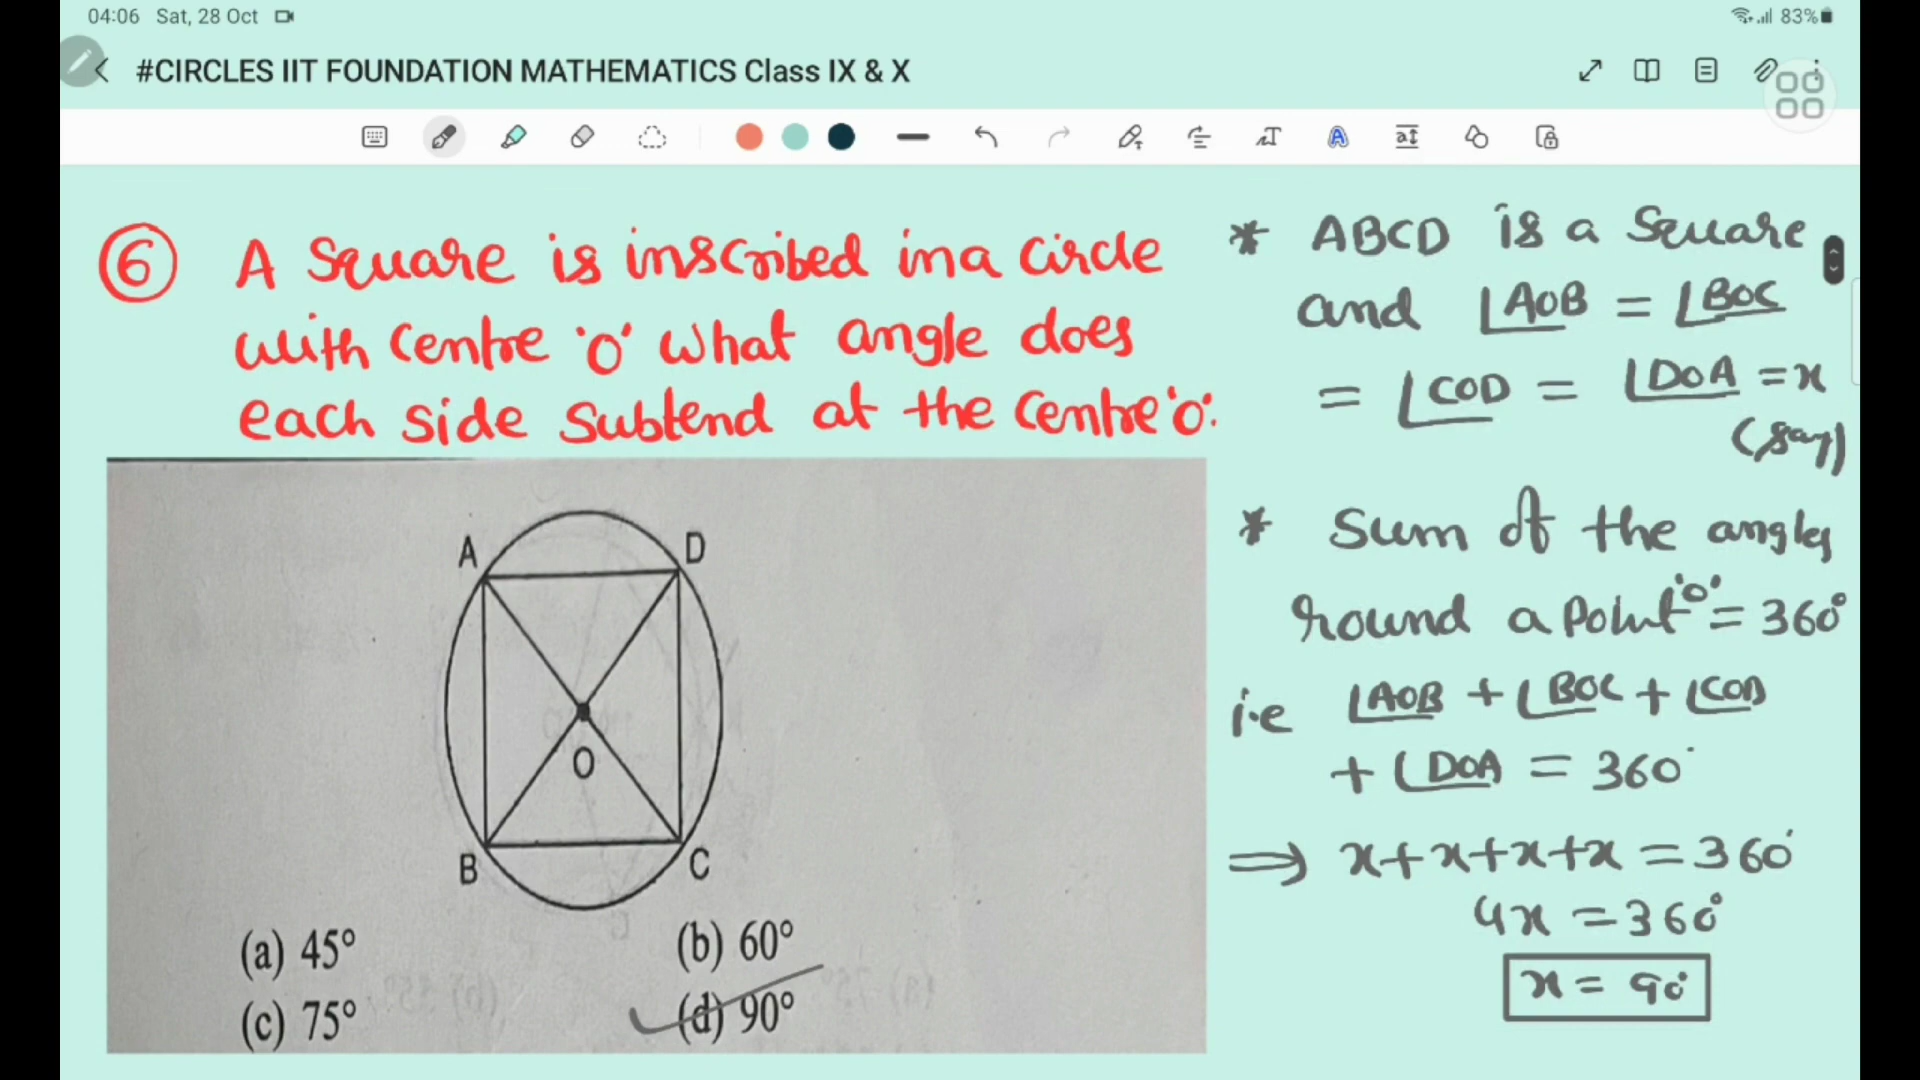 04:06 Sat, 28 Oct
83%
#CIRCLES IIT FOUNDATION MATHEMATICS Class IX & X
⑥ A Square is inscribed in a circle
with centre 'O' what angle does
each side subtend at the centre 'O'.
A
D
O
B
C
(a) 45°
(b) 60°
(c) 75°
(d) 90°
* ABCD is a square
and ∠AOB = ∠BOC
= ∠COD = ∠DOA = x
(say)
* Sum of the angles
round a point 'O' = 360°
i.e ∠AOB + ∠BOC + ∠COD
+ ∠DOA = 360°
⇒ x+x+x+x = 360°
4x = 360°
x = 90°